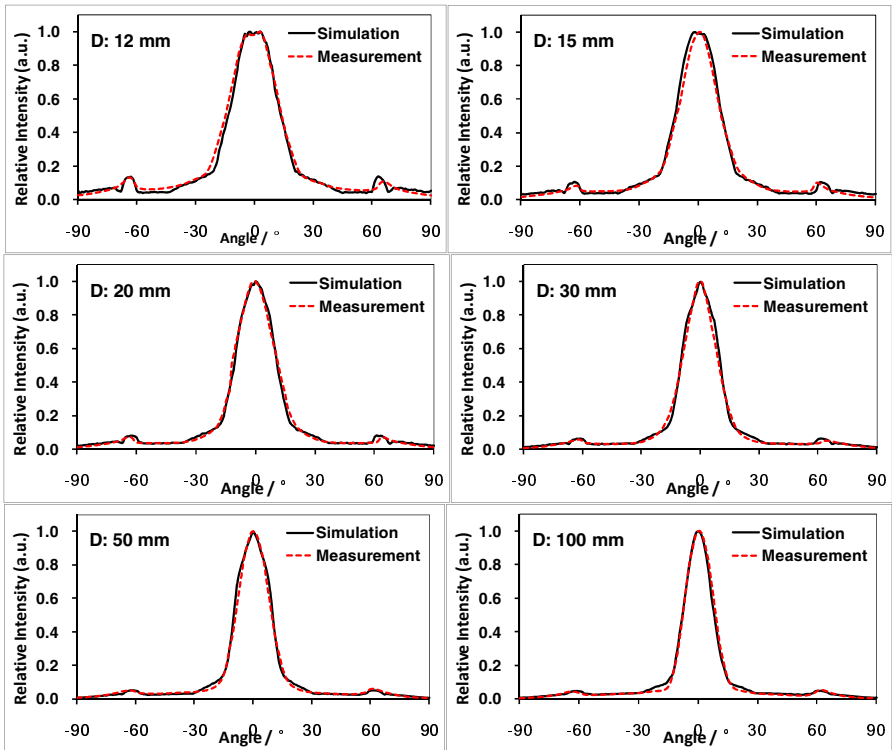 D: 12 mm
Simulation
Measurement
Relative Intensity (a.u.)
1.0
0.8
0.6
0.4
0.2
0.0
-90 -60 -30 0 30 60 90
Angle / °
D: 15 mm
Simulation
Measurement
Relative Intensity (a.u.)
1.0
0.8
0.6
0.4
0.2
0.0
-90 -60 -30 0 30 60 90
Angle / °
D: 20 mm
Simulation
Measurement
Relative Intensity (a.u.)
1.0
0.8
0.6
0.4
0.2
0.0
-90 -60 -30 0 30 60 90
Angle / °
D: 30 mm
Simulation
Measurement
Relative Intensity (a.u.)
1.0
0.8
0.6
0.4
0.2
0.0
-90 -60 -30 0 30 60 90
Angle / °
D: 50 mm
Simulation
Measurement
Relative Intensity (a.u.)
1.0
0.8
0.6
0.4
0.2
0.0
-90 -60 -30 0 30 60 90
Angle / °
D: 100 mm
Simulation
Measurement
Relative Intensity (a.u.)
1.0
0.8
0.6
0.4
0.2
0.0
-90 -60 -30 0 30 60 90
Angle / °